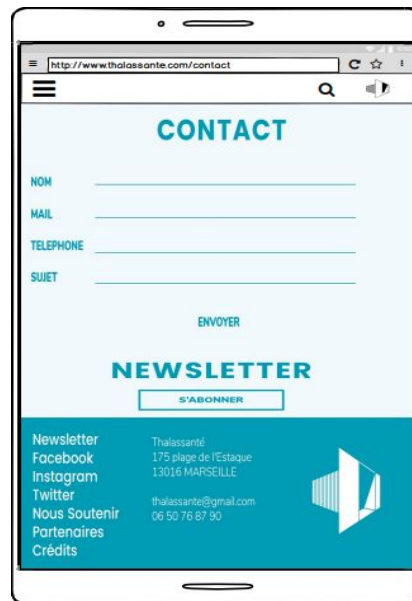 http://www.thalassante.com/contact
CONTACT
NOM
MAIL
TELEPHONE
SUJET
ENVOYER
NEWSLETTER
S'ABONNER
Newsletter
Facebook
Instagram
Twitter
Nous Soutenir
Partenaires
Crédits
Thalassanté
175 plage de l'Estaque
13016 MARSEILLE
thalassante@gmail.com
06 50 76 87 90